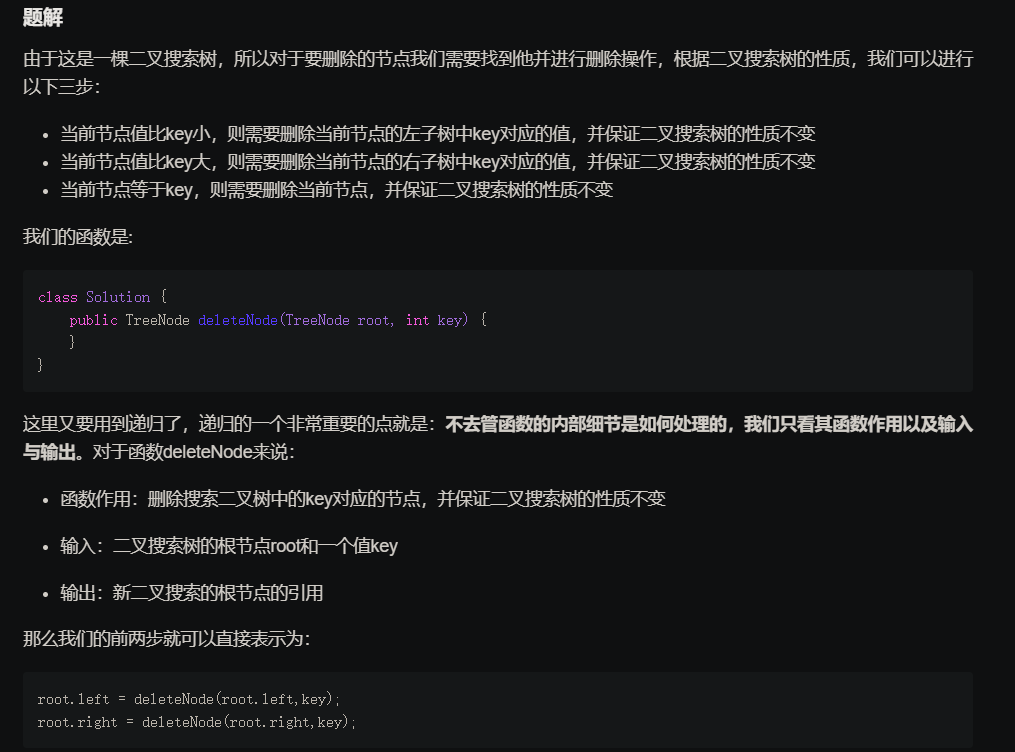 题解
由于这是一棵二叉搜索树，所以对于要删除的节点我们需要找到他并进行删除操作，根据二叉搜索树的性质，我们可以进行
以下三步：
• 当前节点值比key小，则需要删除当前节点的左子树中key对应的值，并保证二叉搜索树的性质不变
• 当前节点值比key大，则需要删除当前节点的右子树中key对应的值，并保证二叉搜索树的性质不变
• 当前节点等于key，则需要删除当前节点，并保证二叉搜索树的性质不变
我们的函数是:
class Solution {
    public TreeNode deleteNode(TreeNode root, int key) {
    }
}
这里又要用到递归了，递归的一个非常重要的点就是：不去管函数的内部细节是如何处理的，我们只看其函数作用以及输入
与输出。对于函数deleteNode来说：
• 函数作用：删除搜索二叉树中的key对应的节点，并保证二叉搜索树的性质不变
• 输入：二叉搜索树的根节点root和一个值key
• 输出：新二叉搜索的根节点的引用
那么我们的前两步就可以直接表示为：
root.left = deleteNode(root.left,key);
root.right = deleteNode(root.right,key);